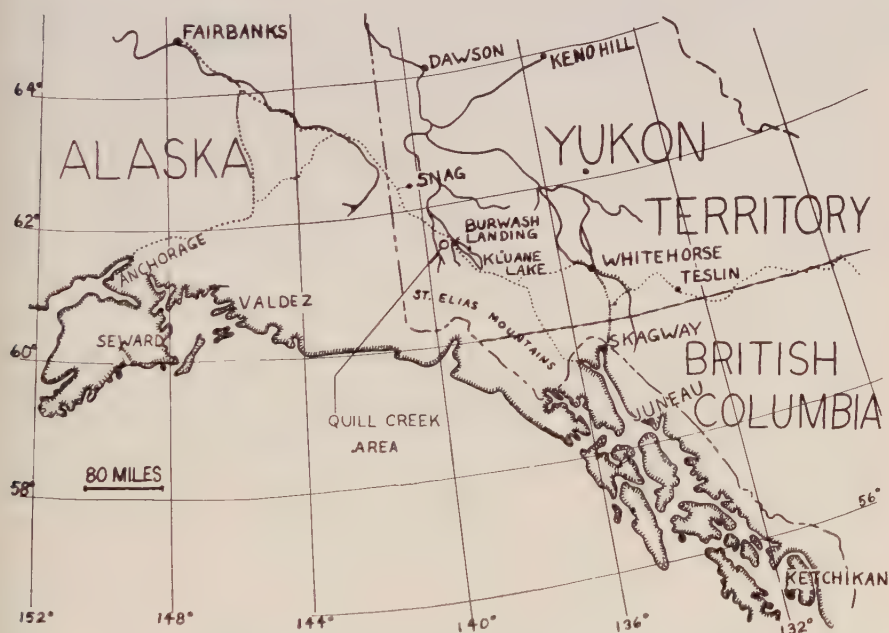 FAIRBANKS
DAWSON
KENO HILL
64°
ALASKA
YUKON
SNAG
TERRITORY
62°
BURWASH
LANDING
KLUANE
LAKE
WHITEHORSE
TESLIN
ANCHORAGE
VALDEZ
ST. ELIAS MOUNTAINS
SEWARD
60°
SKAGWAY
BRITISH
COLUMBIA
JUNEAU
QUILL CREEK
AREA
80 MILES
58°
56°
KETCHIKAN
152°
148°
144°
140°
136°
132°